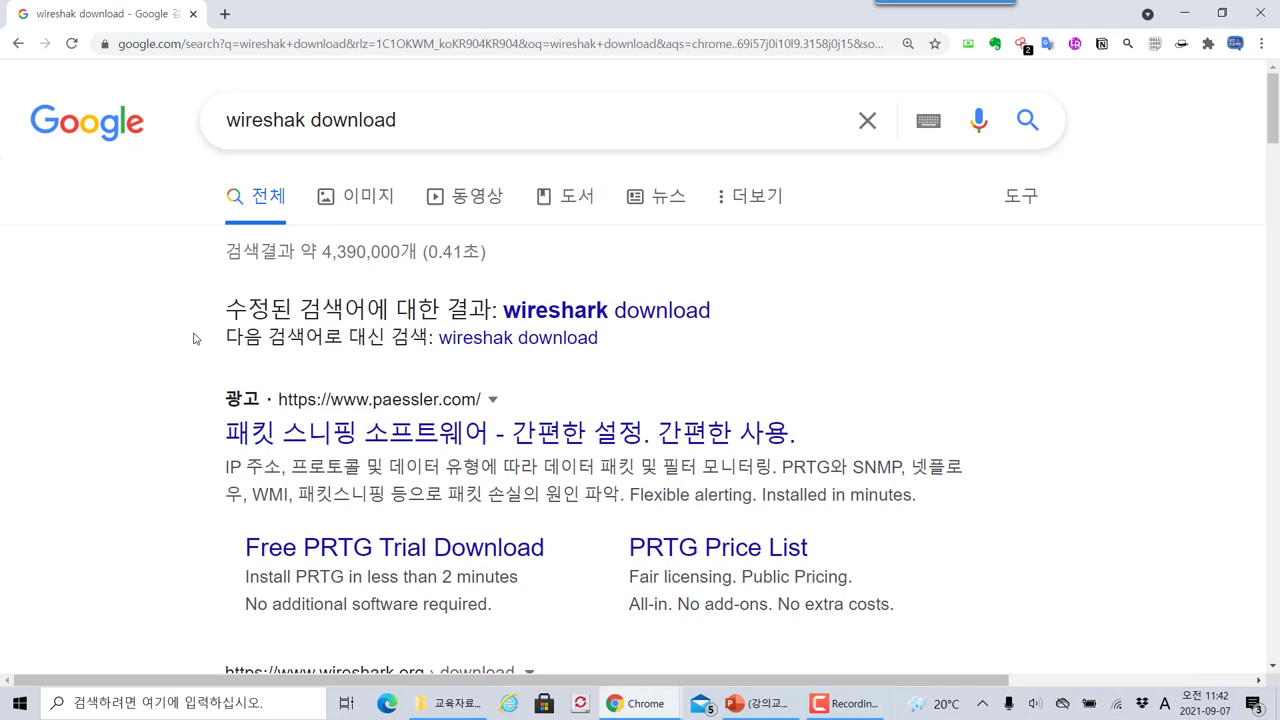 wireshak download - Google 검
google.com/search?q=wireshak+download&rlz=1C1OKWM_koKR904KR904&oq=wireshak+download&aqs=chrome..69i57j0i10l9.3158j0j15&so...
Google
wireshak download
전체 이미지 동영상 도서 뉴스 더보기 도구
검색결과 약 4,390,000개 (0.41초)
수정된 검색어에 대한 결과: wireshark download
다음 검색어로 대신 검색: wireshak download
광고 · https://www.paessler.com/
패킷 스니핑 소프트웨어 - 간편한 설정. 간편한 사용.
IP 주소, 프로토콜 및 데이터 유형에 따라 데이터 패킷 및 필터 모니터링. PRTG와 SNMP, 넷플로
우, WMI, 패킷스니핑 등으로 패킷 손실의 원인 파악. Flexible alerting. Installed in minutes.
Free PRTG Trial Download
Install PRTG in less than 2 minutes
No additional software required.
PRTG Price List
Fair licensing. Public Pricing.
All-in. No add-ons. No extra costs.
https://www.wireshark.org › download
검색하려면 여기에 입력하십시오.
교육자료...
Chrome
5
(강의교...
Recordin...
20°C
A
오전 11:42
2021-09-07
3